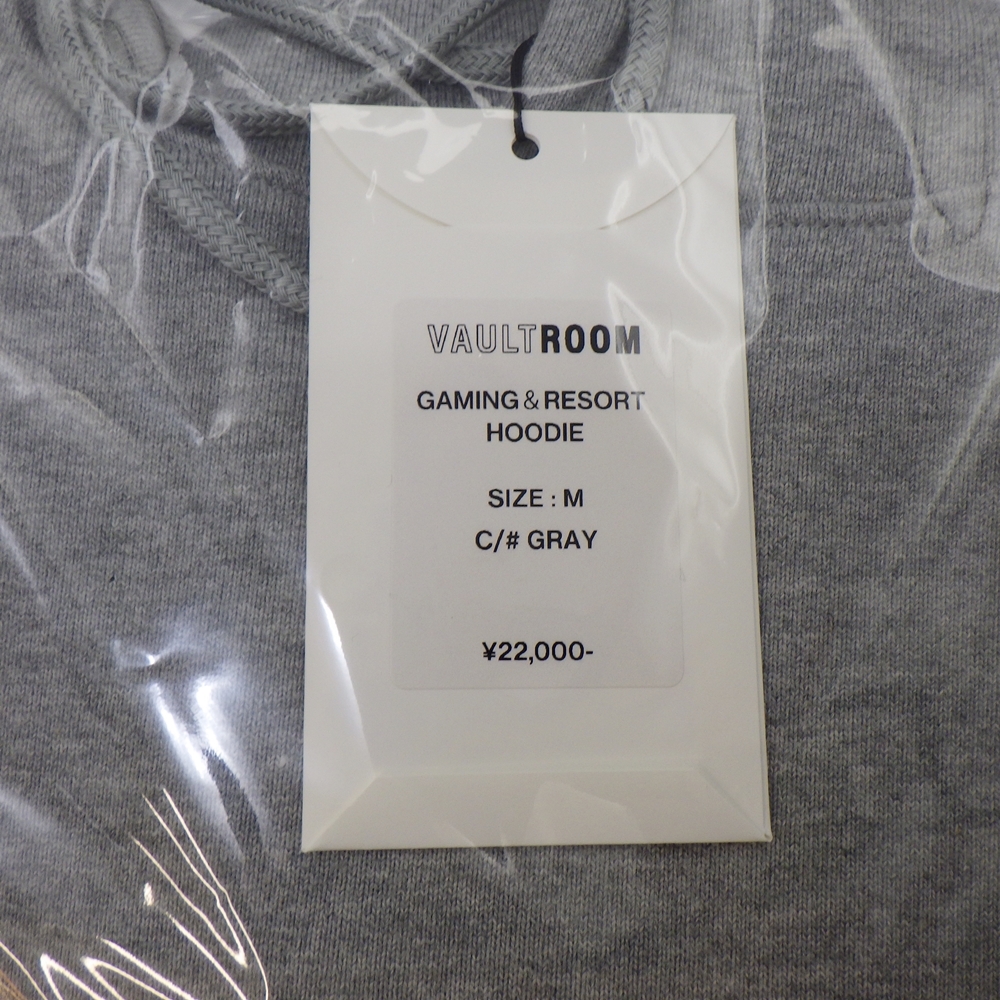 VAULTROOM
GAMING & RESORT
HOODIE
SIZE : M
C/# GRAY
¥22,000-